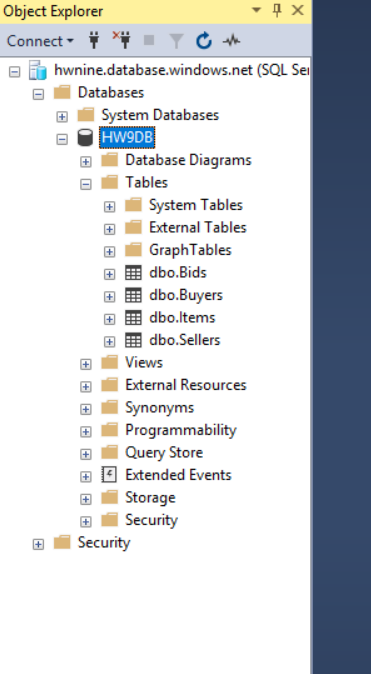 Object Explorer
Connect
hwnine.database.windows.net (SQL Se
Databases
System Databases
HW9DB
Database Diagrams
Tables
System Tables
External Tables
GraphTables
dbo.Bids
dbo.Buyers
dbo.Items
dbo.Sellers
Views
External Resources
Synonyms
Programmability
Query Store
Extended Events
Storage
Security
Security